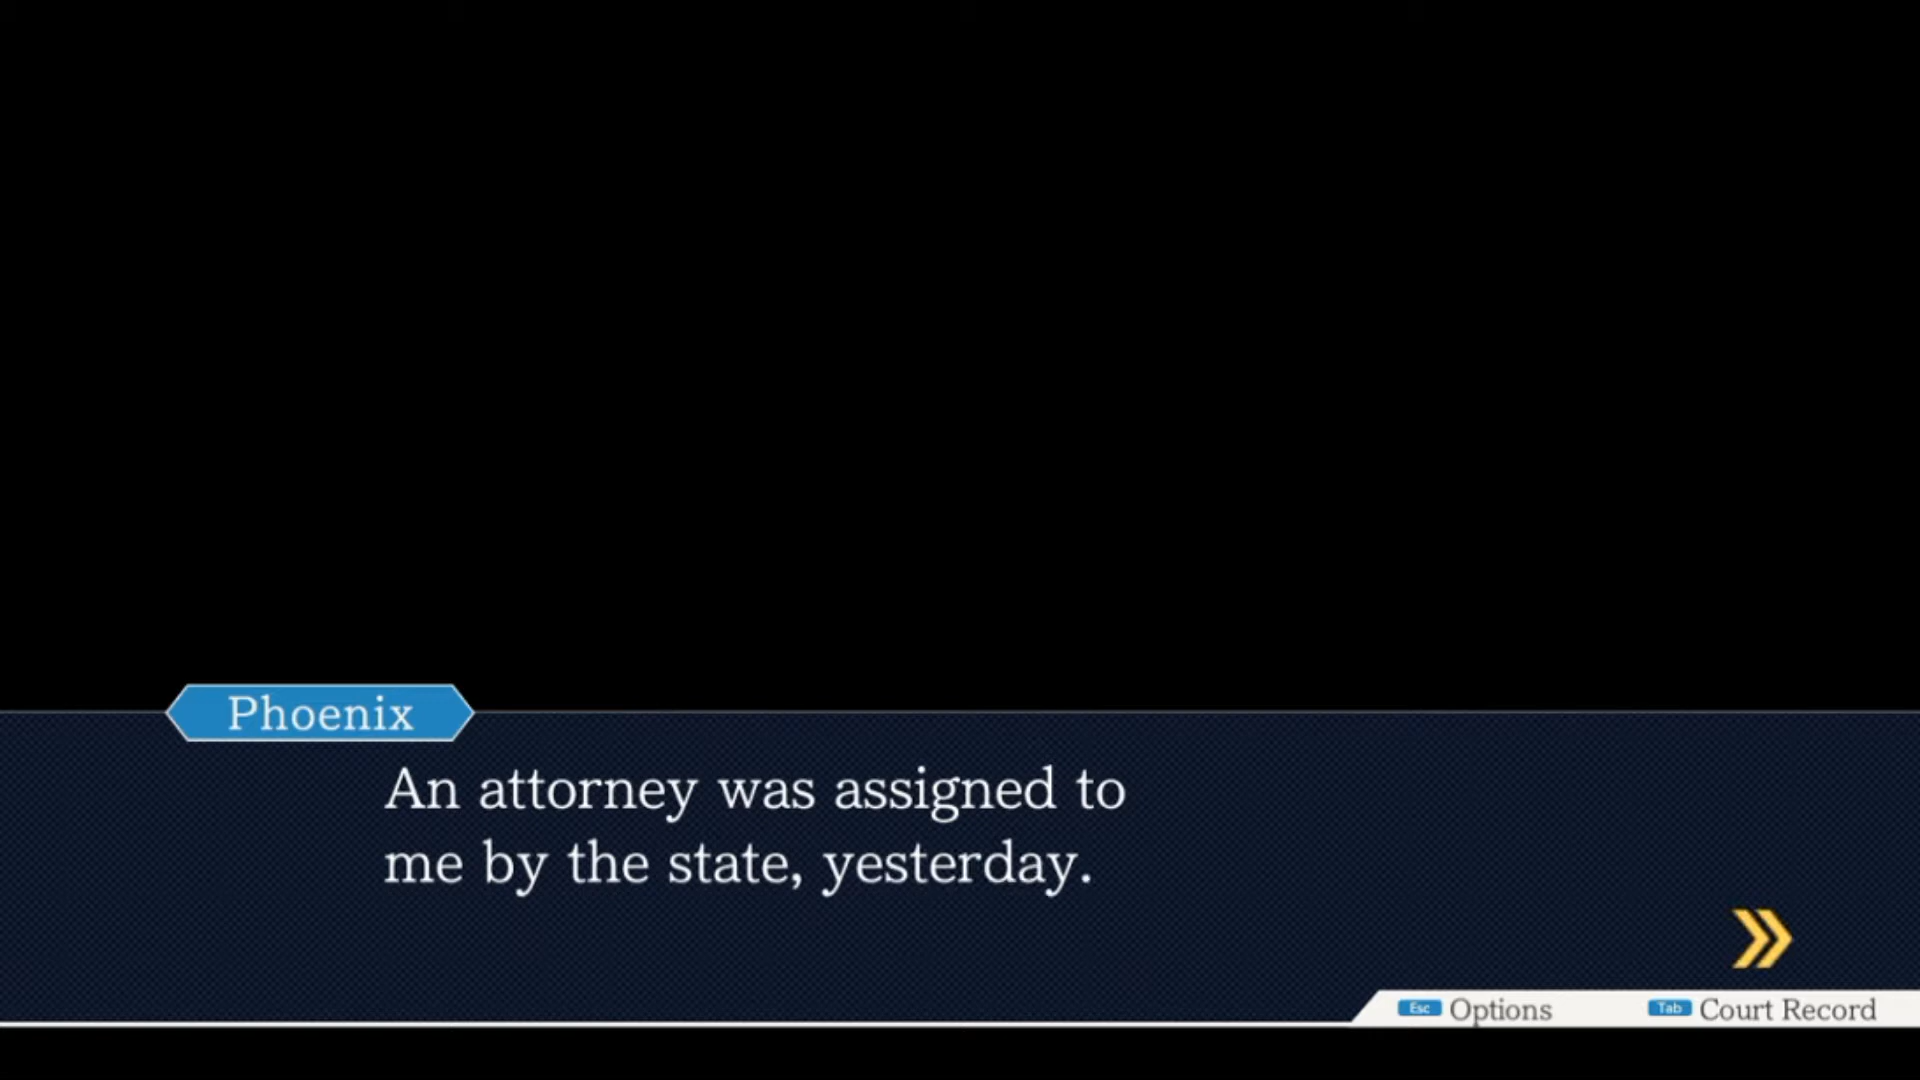 Phoenix
An attorney was assigned to
me by the state, yesterday.
Esc Options Tab Court Record